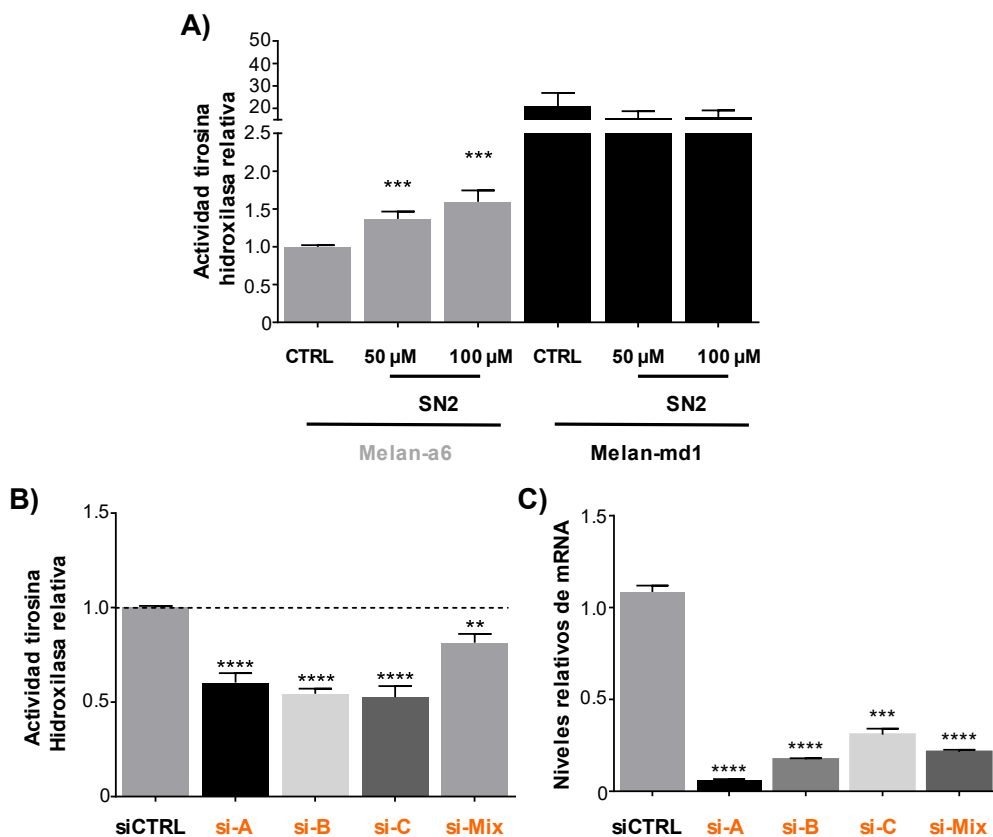 A)
Actividad tirosina
hidroxilasa relativa
50
40
30
20
2.5
2.0
1.5
1.0
0.5
0
***
***
CTRL 50 µM 100 µM CTRL 50 µM 100 µM
SN2 SN2
Melan-a6 Melan-md1
B)
Actividad tirosina
Hidroxilasa relativa
1.5
1.0
0.5
0
****
****
****
**
siCTRL si-A si-B si-C si-Mix
C)
Niveles relativos de mRNA
1.5
1.0
0.5
0
****
****
***
****
siCTRL si-A si-B si-C si-Mix